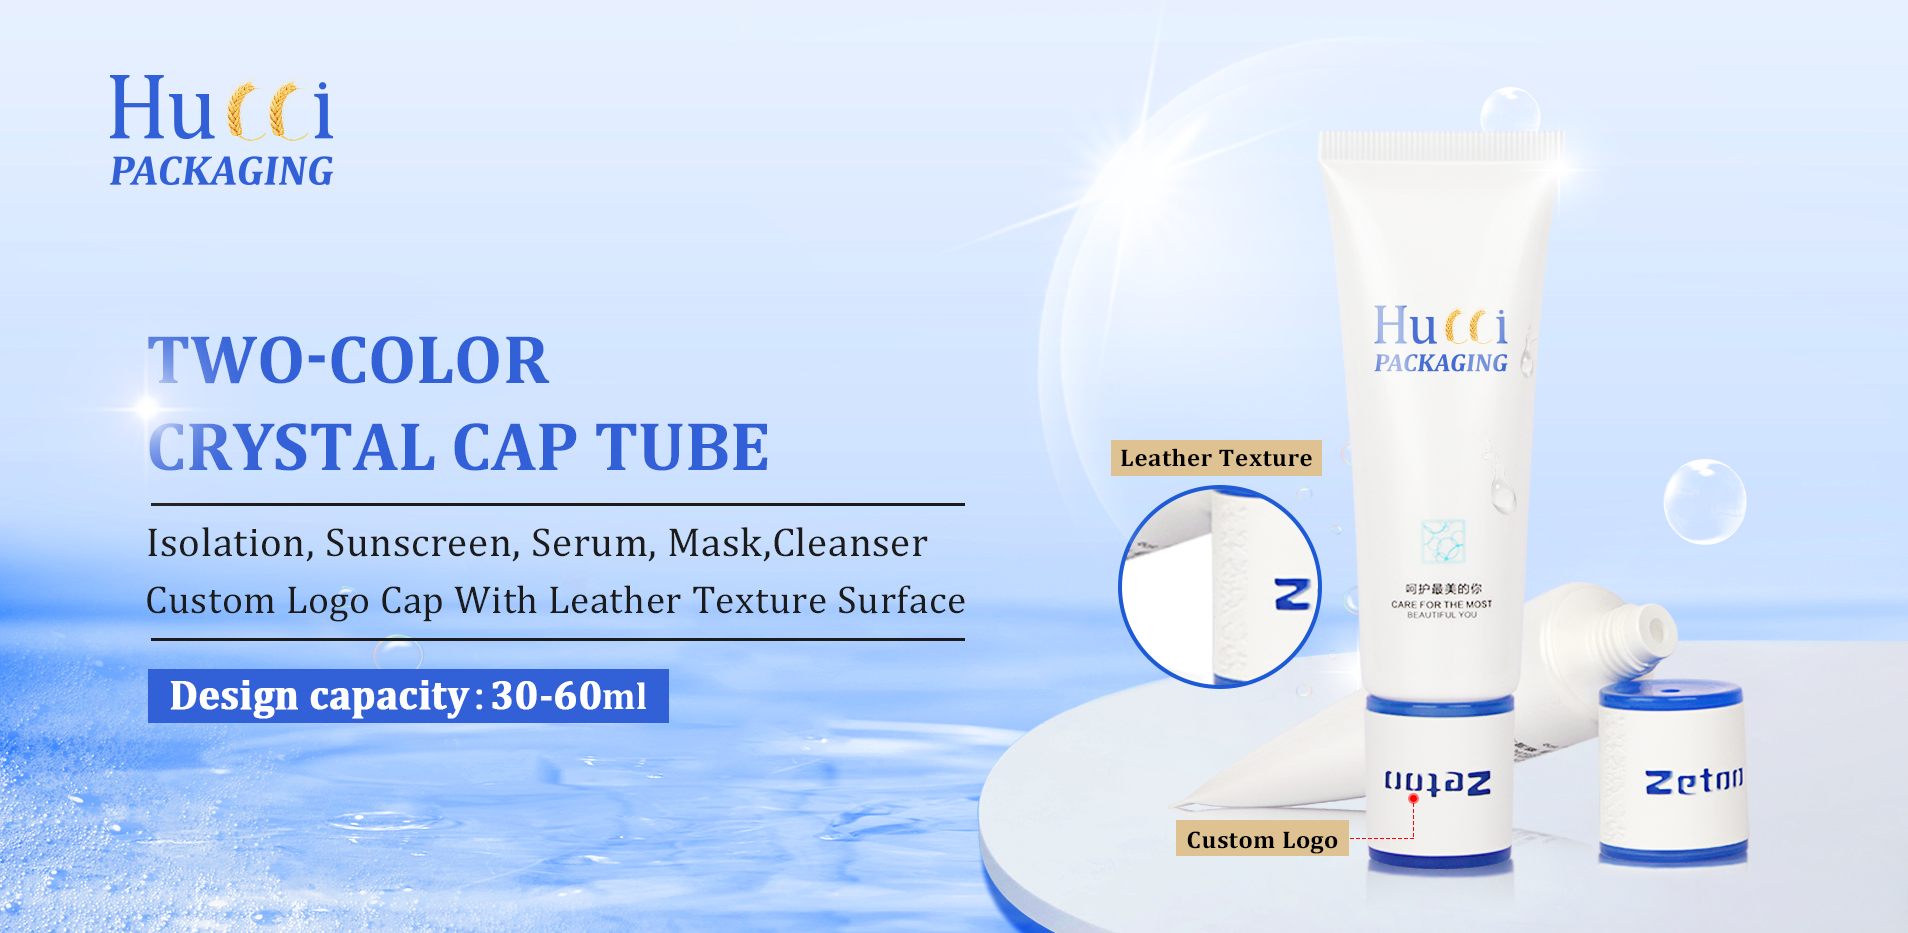 Hucci
PACKAGING
TWO-COLOR
CRYSTAL CAP TUBE
Isolation, Sunscreen, Serum, Mask,Cleanser
Custom Logo Cap With Leather Texture Surface
Design capacity:30-60ml
Leather Texture
Z
Hucci
PACKAGING
呵护最美的你
CARE FOR THE MOST
BEAUTIFUL YOU
Zeton
Zeton
Custom Logo